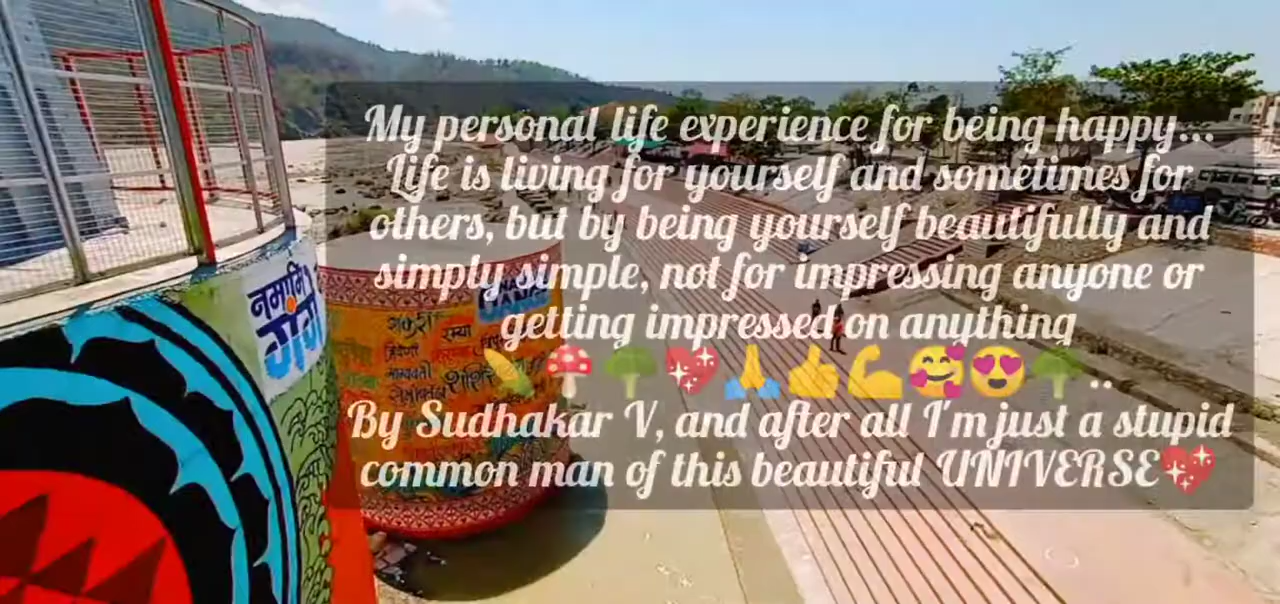 My personal life experience for being happy...
Life is living for yourself and sometimes for
others, but by being yourself beautifully and
simply simple, not for impressing anyone or
getting impressed on anything
🌽🍄🥦💖🙏👍💪🥰😍🥦..
By Sudhakar V, and after all I'm just a stupid
common man of this beautiful UNIVERSE💖
नमामि
गंगे